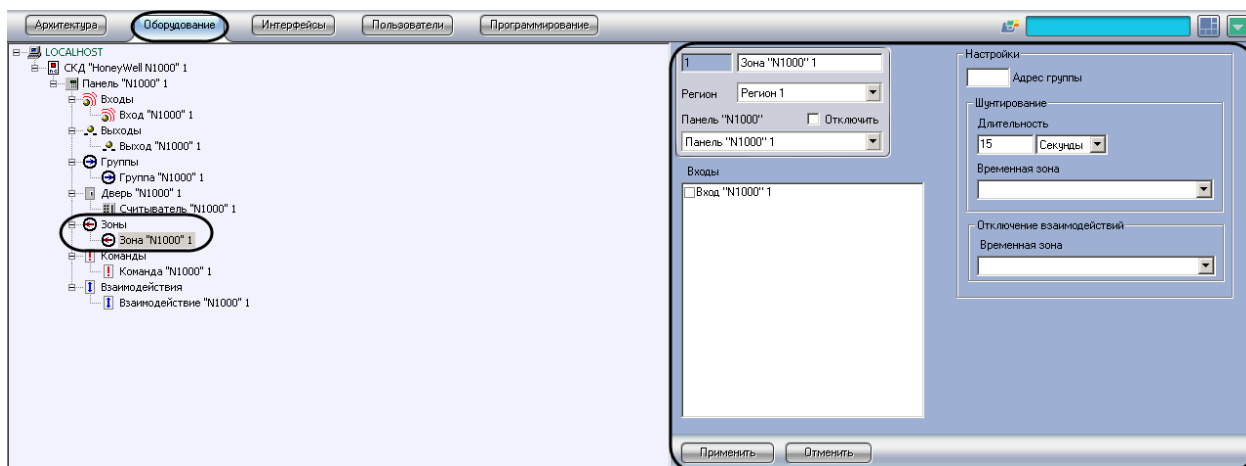 Архитектура Оборудование Интерфейсы Пользователи Программирование
LOCALHOST
СКД "HoneyWell N1000" 1
Панель "N1000" 1
Входы
Вход "N1000" 1
Выходы
Выход "N1000" 1
Группы
Группа "N1000" 1
Дверь "N1000" 1
Считыватель "N1000" 1
Зоны
Зона "N1000" 1
Команды
Команда "N1000" 1
Взаимодействия
Взаимодействие "N1000" 1
1 Зона "N1000" 1
Регион Регион 1
Панель "N1000" Отключить
Панель "N1000" 1
Входы
Вход "N1000" 1
Настройки
Адрес группы
Шунтирование
Длительность
15 Секунды
Временная зона
Отключение взаимодействий
Временная зона
Применить Отменить